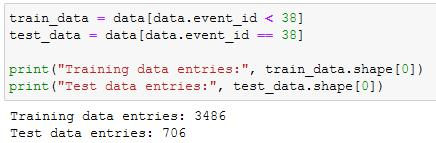 train_data = data[data.event_id < 38]
test_data = data[data.event_id == 38]
print("Training data entries:", train_data.shape[0])
print("Test data entries:", test_data.shape[0])
Training data entries: 3486
Test data entries: 706